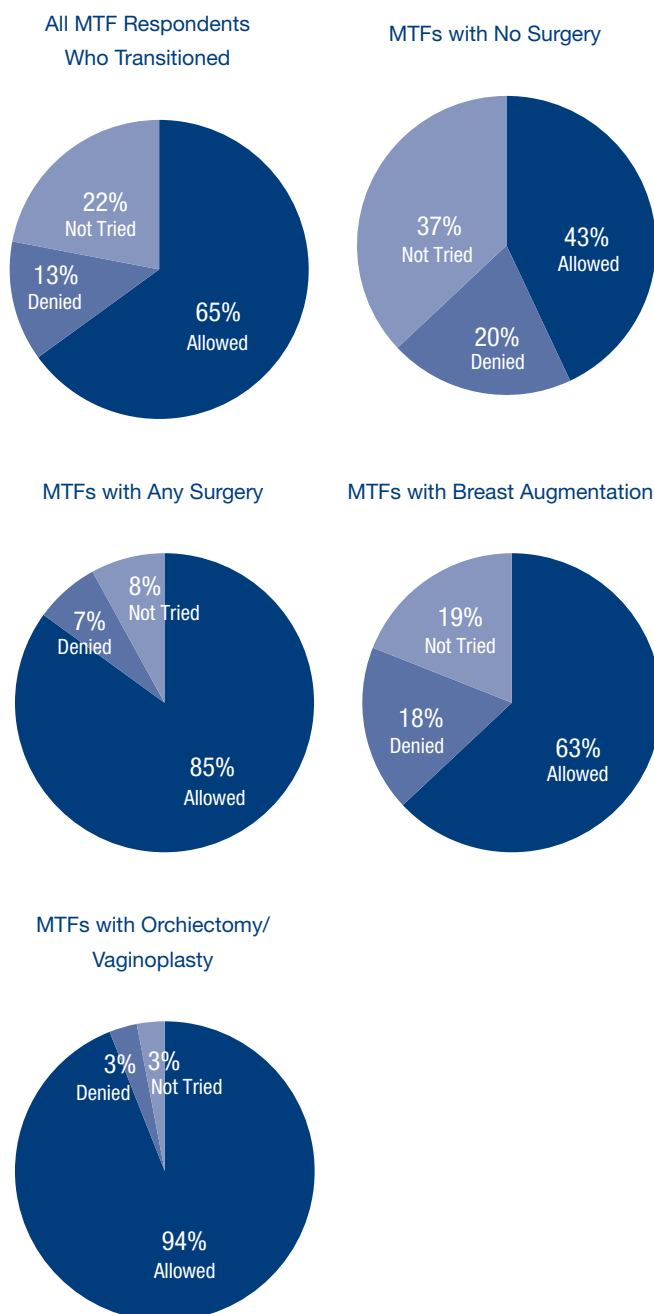 All MTF Respondents
Who Transitioned
22%
Not Tried
13%
Denied
65%
Allowed
MTFs with No Surgery
37%
Not Tried
43%
Allowed
20%
Denied
MTFs with Any Surgery
8%
Not Tried
7%
Denied
85%
Allowed
MTFs with Breast Augmentation
19%
Not Tried
18%
Denied
63%
Allowed
MTFs with Orchiectomy/
Vaginoplasty
3%
Denied
3%
Not Tried
94%
Allowed